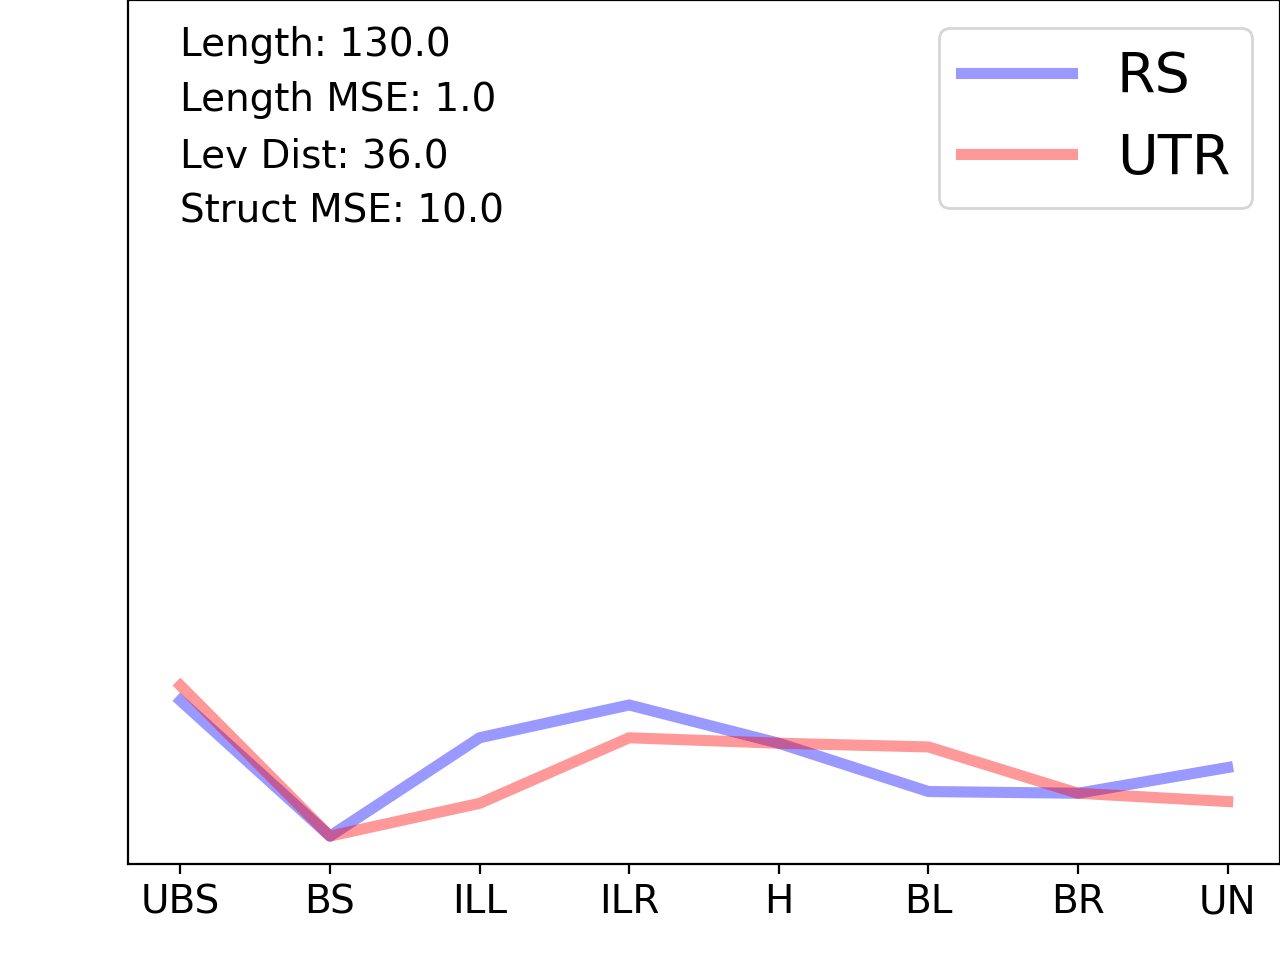 Length: 130.0
Length MSE: 1.0
Lev Dist: 36.0
Struct MSE: 10.0
RS
UTR
UBS BS ILL ILR H BL BR UN